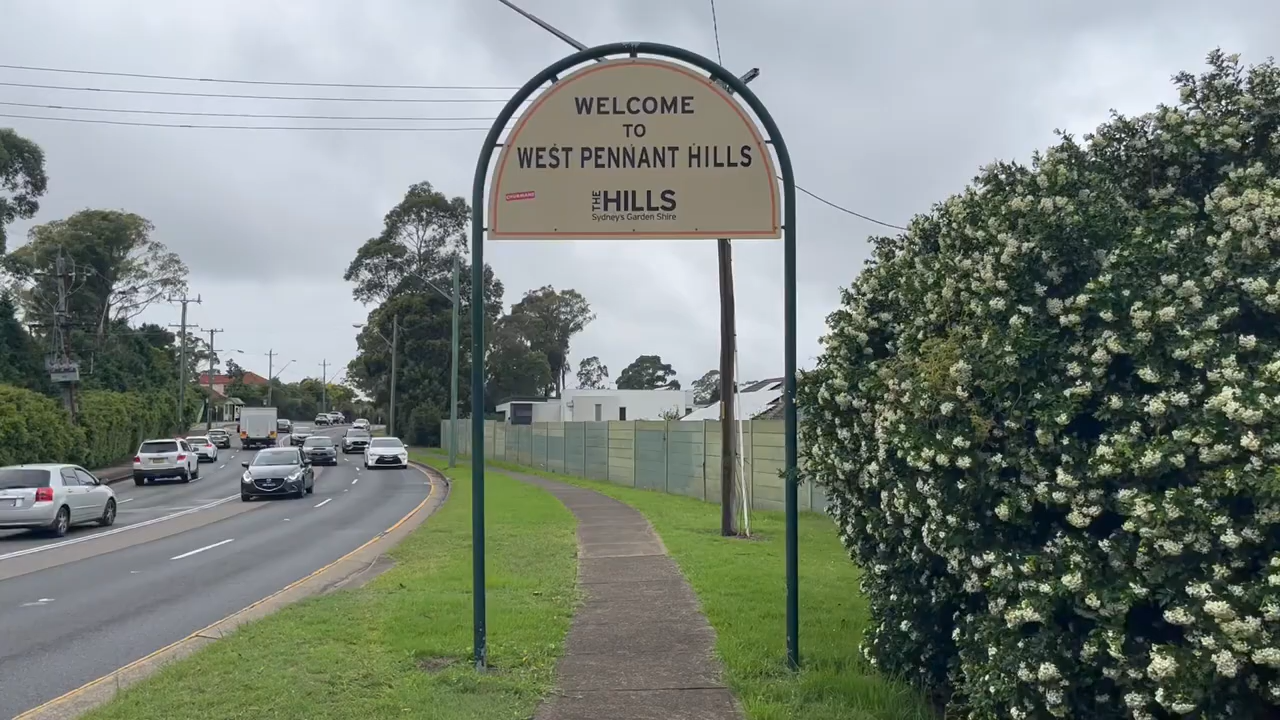 WELCOME
TO
WEST PENNANT HILLS
THE HILLS
Sydney's Garden Shire